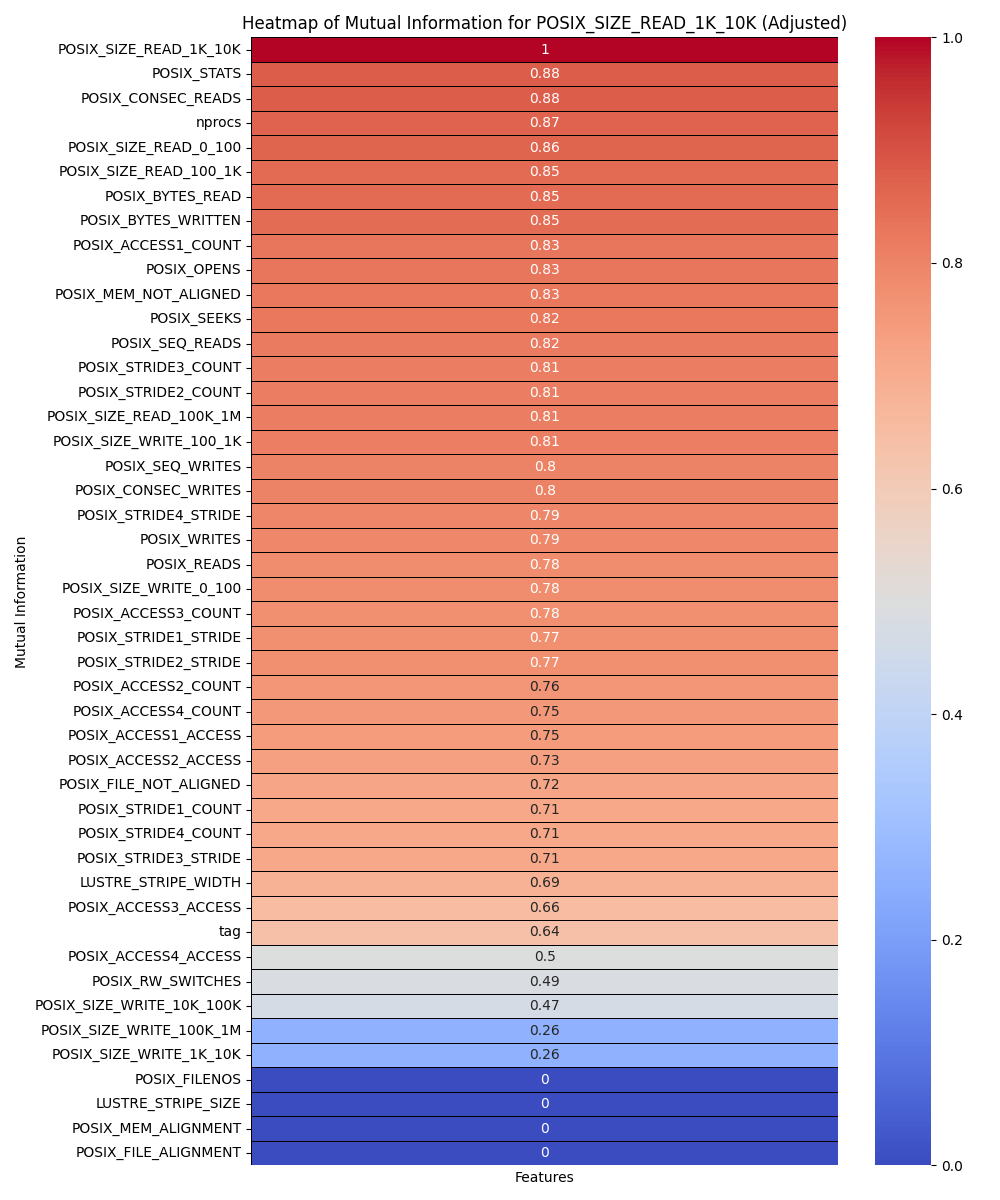 Heatmap of Mutual Information for POSIX_SIZE_READ_1K_10K (Adjusted)
POSIX_SIZE_READ_1K_10K 1
POSIX_STATS 0.88
POSIX_CONSEC_READS 0.88
nprocs 0.87
POSIX_SIZE_READ_0_100 0.86
POSIX_SIZE_READ_100_1K 0.85
POSIX_BYTES_READ 0.85
POSIX_BYTES_WRITTEN 0.85
POSIX_ACCESS1_COUNT 0.83
POSIX_OPENS 0.83
POSIX_MEM_NOT_ALIGNED 0.83
POSIX_SEEKS 0.82
POSIX_SEQ_READS 0.82
POSIX_STRIDE3_COUNT 0.81
POSIX_STRIDE2_COUNT 0.81
POSIX_SIZE_READ_100K_1M 0.81
POSIX_SIZE_WRITE_100_1K 0.81
POSIX_SEQ_WRITES 0.8
POSIX_CONSEC_WRITES 0.8
POSIX_STRIDE4_STRIDE 0.79
POSIX_WRITES 0.79
POSIX_READS 0.78
POSIX_SIZE_WRITE_0_100 0.78
POSIX_ACCESS3_COUNT 0.78
POSIX_STRIDE1_STRIDE 0.77
POSIX_STRIDE2_STRIDE 0.77
POSIX_ACCESS2_COUNT 0.76
POSIX_ACCESS4_COUNT 0.75
POSIX_ACCESS1_ACCESS 0.75
POSIX_ACCESS2_ACCESS 0.73
POSIX_FILE_NOT_ALIGNED 0.72
POSIX_STRIDE1_COUNT 0.71
POSIX_STRIDE4_COUNT 0.71
POSIX_STRIDE3_STRIDE 0.71
LUSTRE_STRIPE_WIDTH 0.69
POSIX_ACCESS3_ACCESS 0.66
tag 0.64
POSIX_ACCESS4_ACCESS 0.5
POSIX_RW_SWITCHES 0.49
POSIX_SIZE_WRITE_10K_100K 0.47
POSIX_SIZE_WRITE_100K_1M 0.26
POSIX_SIZE_WRITE_1K_10K 0.26
POSIX_FILENOS 0
LUSTRE_STRIPE_SIZE 0
POSIX_MEM_ALIGNMENT 0
POSIX_FILE_ALIGNMENT 0
Features
Mutual Information
1.0
0.8
0.6
0.4
0.2
0.0